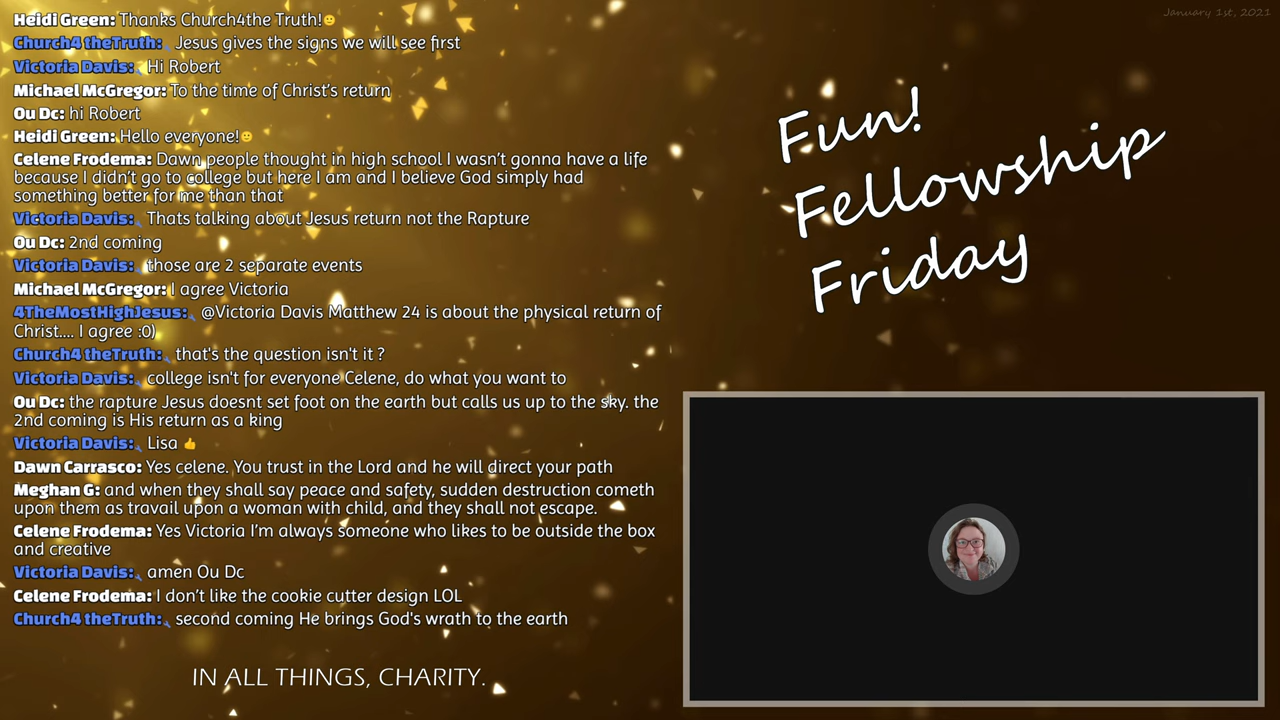 Heidi Green: Thanks Church4the Truth!🙂
Church4 theTruth: Jesus gives the signs we will see first
Victoria Davis: Hi Robert
Michael McGregor: To the time of Christ's return
Ou Dc: hi Robert
Heidi Green: Hello everyone!🙂
Celene Frodema: Dawn people thought in high school I wasn't gonna have a life
because I didn't go to college but here I am and I believe God simply had
something better for me than that
Victoria Davis: Thats talking about Jesus return not the Rapture
Ou Dc: 2nd coming
Victoria Davis: those are 2 separate events
Michael McGregor: I agree Victoria
4TheMostHighJesus: @Victoria Davis Matthew 24 is about the physical return of
Christ.... I agree :0)
Church4 theTruth: that's the question isn't it ?
Victoria Davis: college isn't for everyone Celene, do what you want to
Ou Dc: the rapture Jesus doesnt set foot on the earth but calls us up to the sky. the
2nd coming is His return as a king
Victoria Davis: Lisa 👍
Dawn Carrasco: Yes celene. You trust in the Lord and he will direct your path
Meghan G: and when they shall say peace and safety, sudden destruction cometh
upon them as travail upon a woman with child, and they shall not escape.
Celene Frodema: Yes Victoria I'm always someone who likes to be outside the box
and creative
Victoria Davis: amen Ou Dc
Celene Frodema: I don't like the cookie cutter design LOL
Church4 theTruth: second coming He brings God's wrath to the earth
IN ALL THINGS, CHARITY.
January 1st, 2021
Fun!
Fellowship
Friday